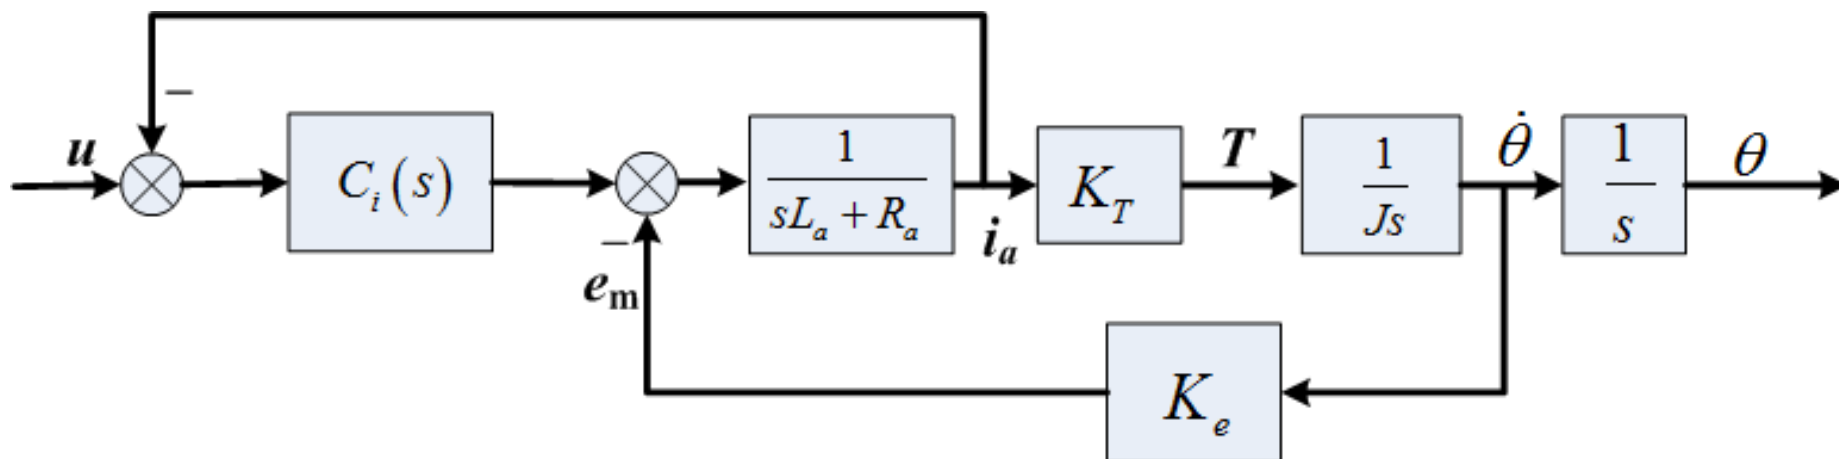 −
u
C_i(s)
−
e_m
1
sL_a + R_a
i_a
K_T
T
1
Js
θ̇
1
s
θ
K_e